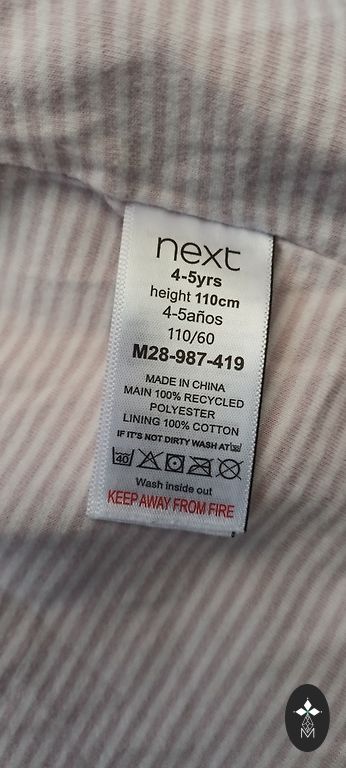 next
4-5yrs
height 110cm
4-5años
110/60
M28-987-419
MADE IN CHINA
MAIN 100% RECYCLED
POLYESTER
LINING 100% COTTON
IF IT'S NOT DIRTY WASH AT
40
Wash inside out
KEEP AWAY FROM FIRE
M